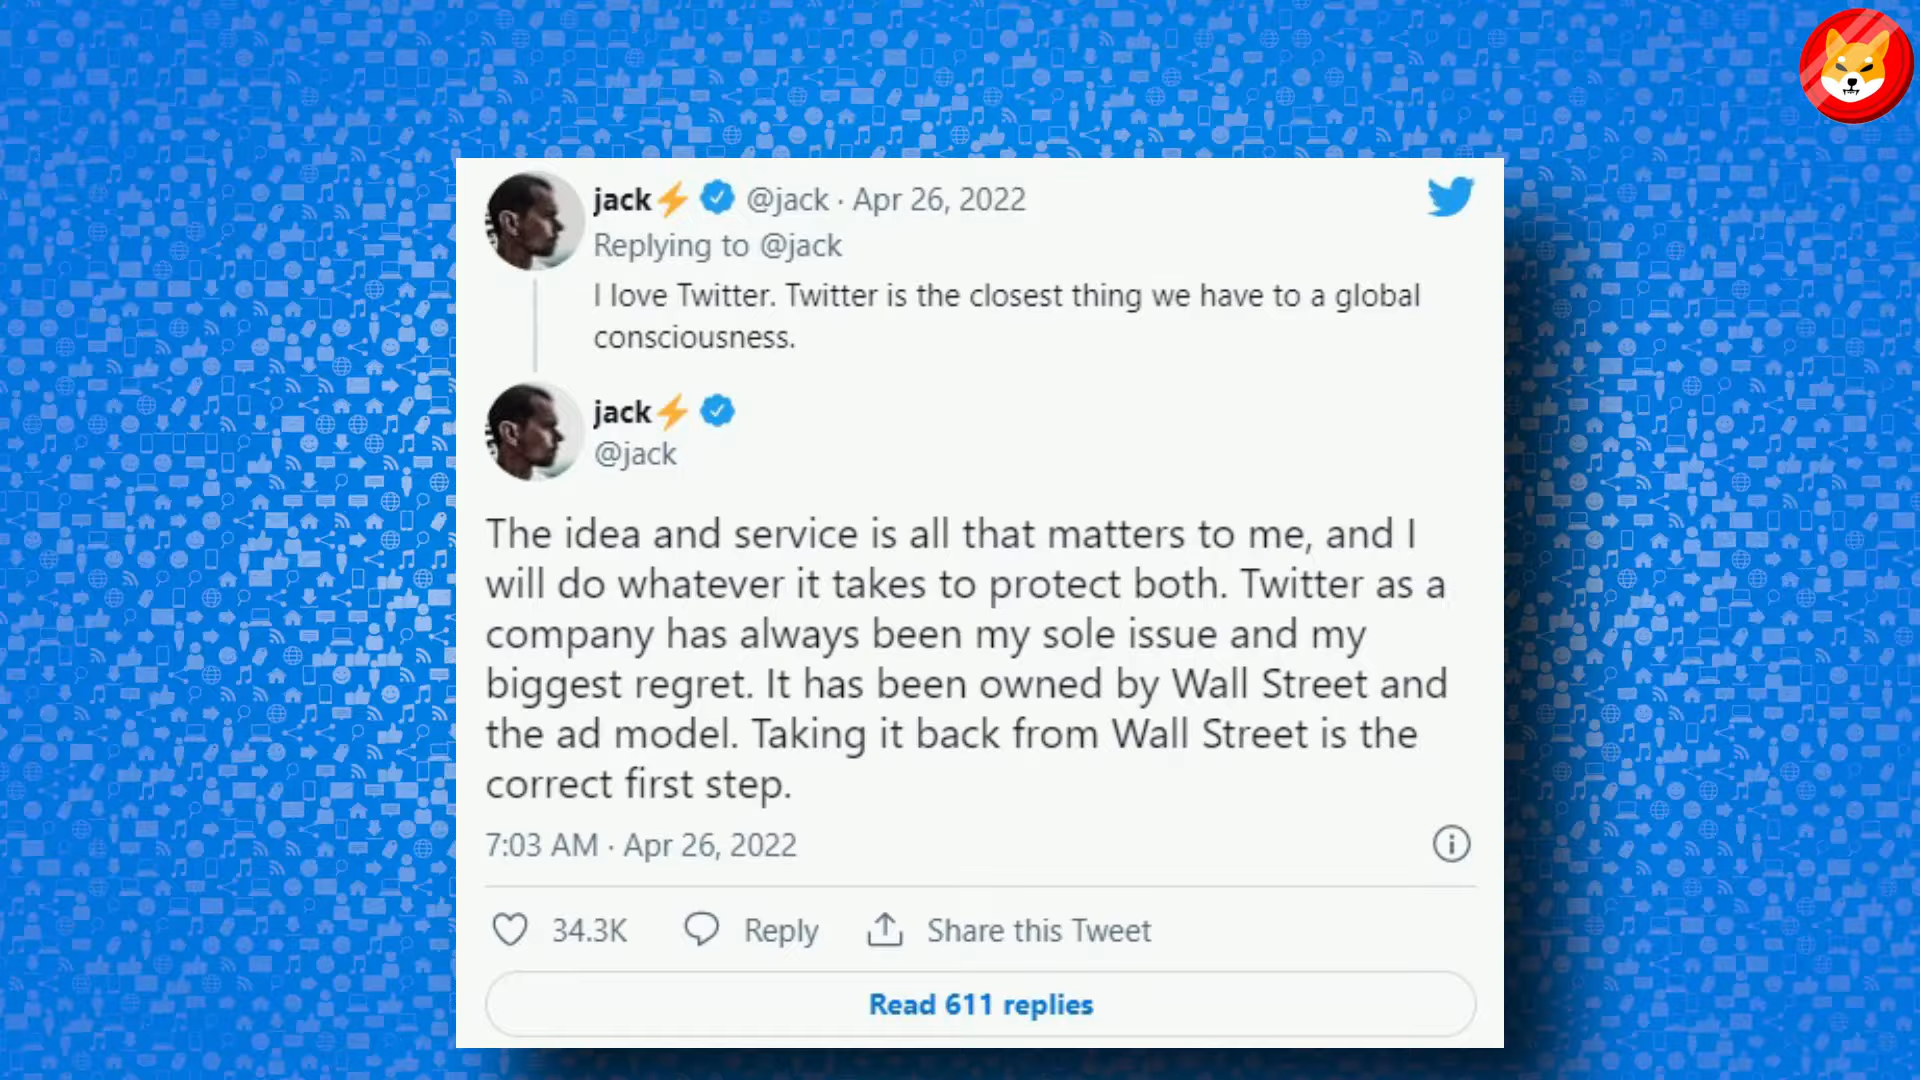 jack⚡ @jack · Apr 26, 2022
Replying to @jack
I love Twitter. Twitter is the closest thing we have to a global
consciousness.
jack⚡
@jack
The idea and service is all that matters to me, and I
will do whatever it takes to protect both. Twitter as a
company has always been my sole issue and my
biggest regret. It has been owned by Wall Street and
the ad model. Taking it back from Wall Street is the
correct first step.
7:03 AM · Apr 26, 2022
34.3K Reply Share this Tweet
Read 611 replies